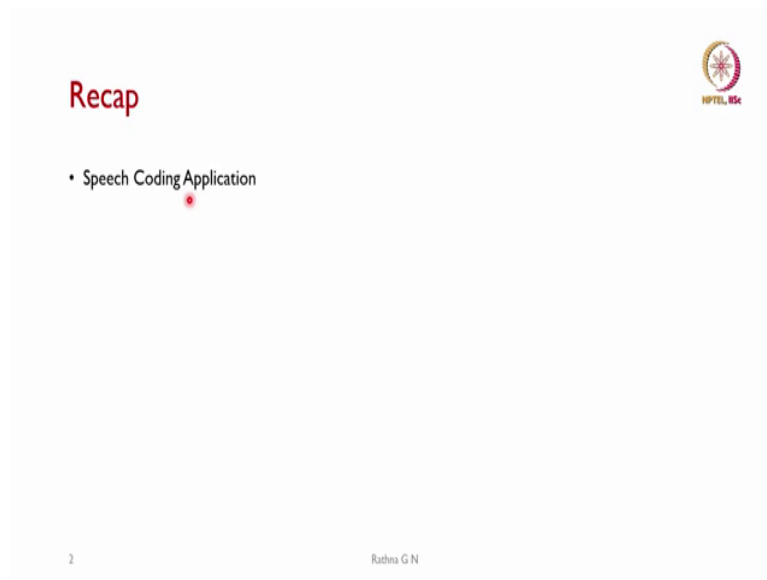 Recap
NPTEL, IISc
• Speech Coding Application
2
Rathna G N